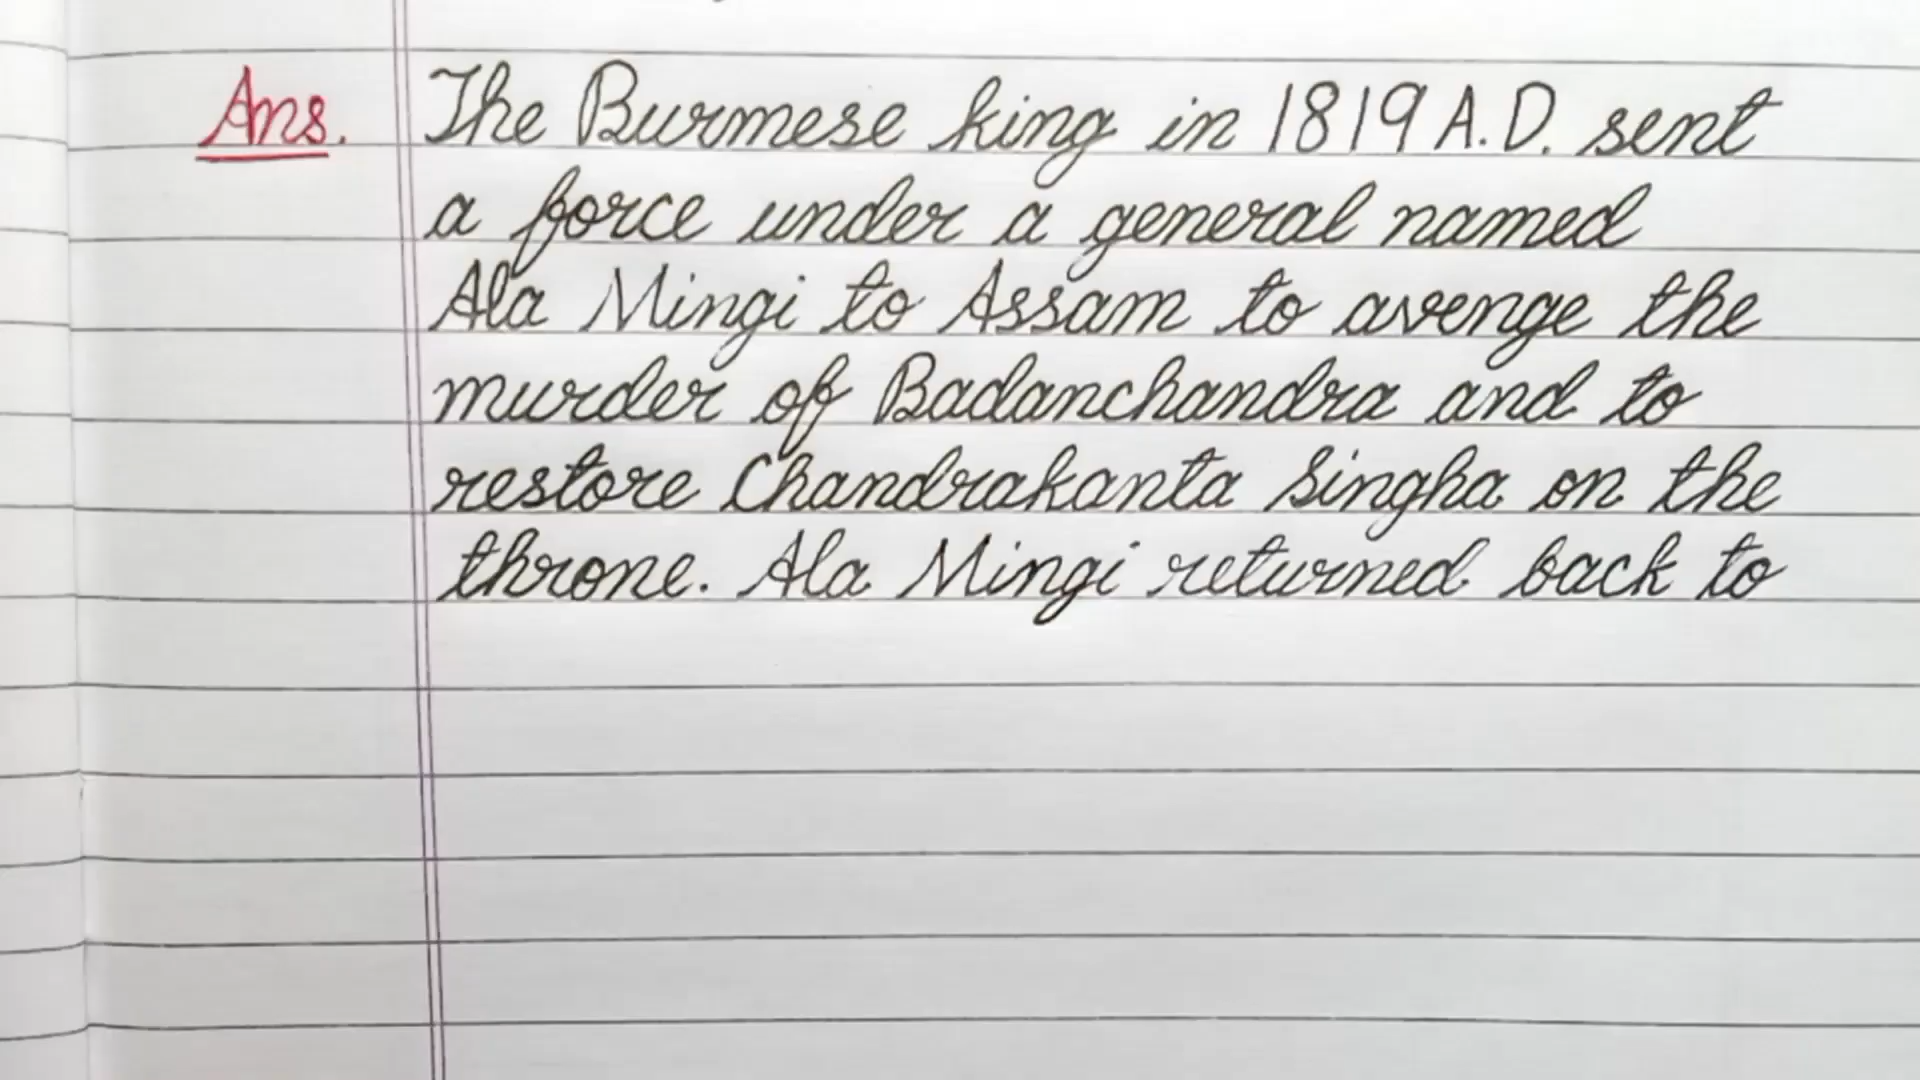 Ans. The Burmese king in 1819 A.D. sent
a force under a general named
Ala Mingi to Assam to avenge the
murder of Badanchandra and to
restore Chandrakanta Singha on the
throne. Ala Mingi returned back to